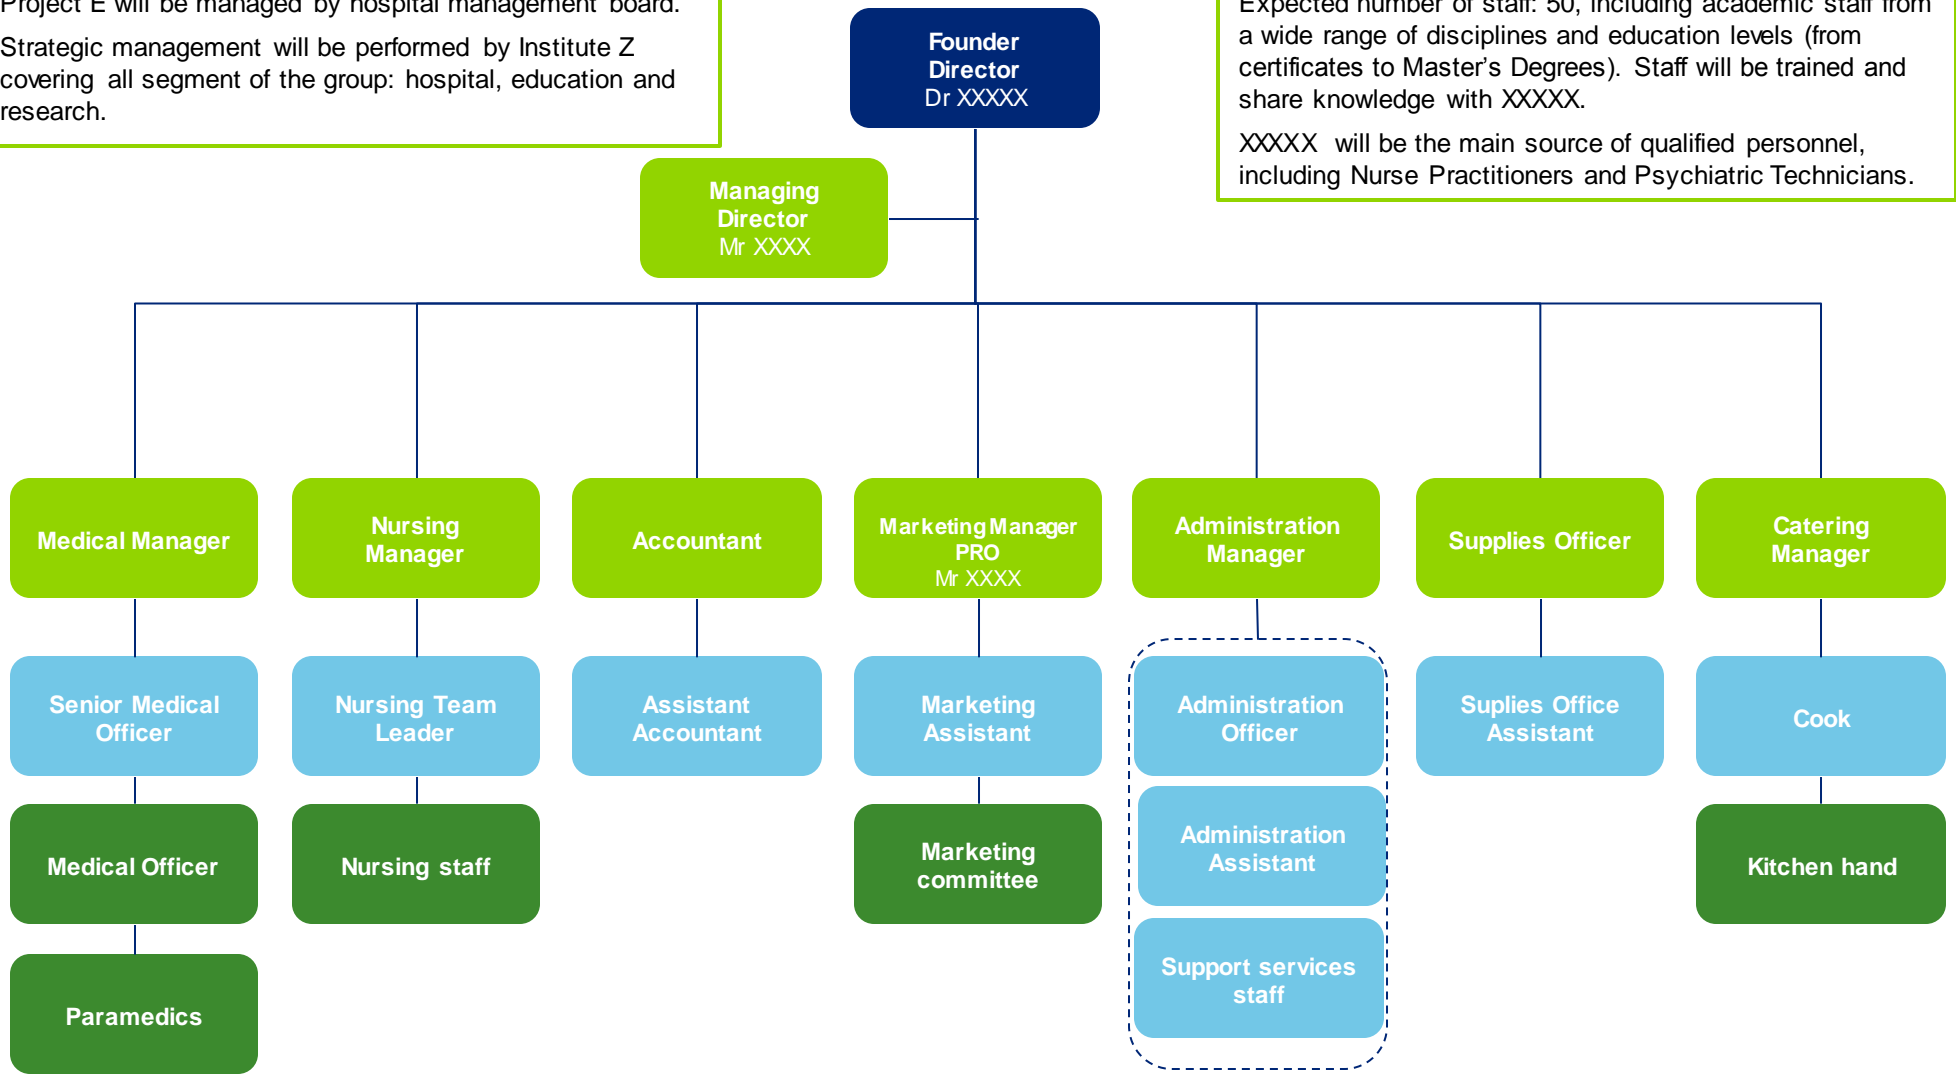 Project E will be managed by hospital management board.
Strategic management will be performed by Institute Z
covering all segment of the group: hospital, education and
research.
Founder
Director
Dr XXXXX
Expected number of staff: 50, including academic staff from
a wide range of disciplines and education levels (from
certificates to Master's Degrees). Staff will be trained and
share knowledge with XXXXX.
XXXXX will be the main source of qualified personnel,
including Nurse Practitioners and Psychiatric Technicians.
Managing
Director
Mr XXXX
Medical Manager
Nursing
Manager
Accountant
Marketing Manager
PRO
Mr XXXX
Administration
Manager
Supplies Officer
Catering
Manager
Senior Medical
Officer
Nursing Team
Leader
Assistant
Accountant
Marketing
Assistant
Administration
Officer
Suplies Office
Assistant
Cook
Medical Officer
Nursing staff
Marketing
committee
Administration
Assistant
Kitchen hand
Support services
staff
Paramedics